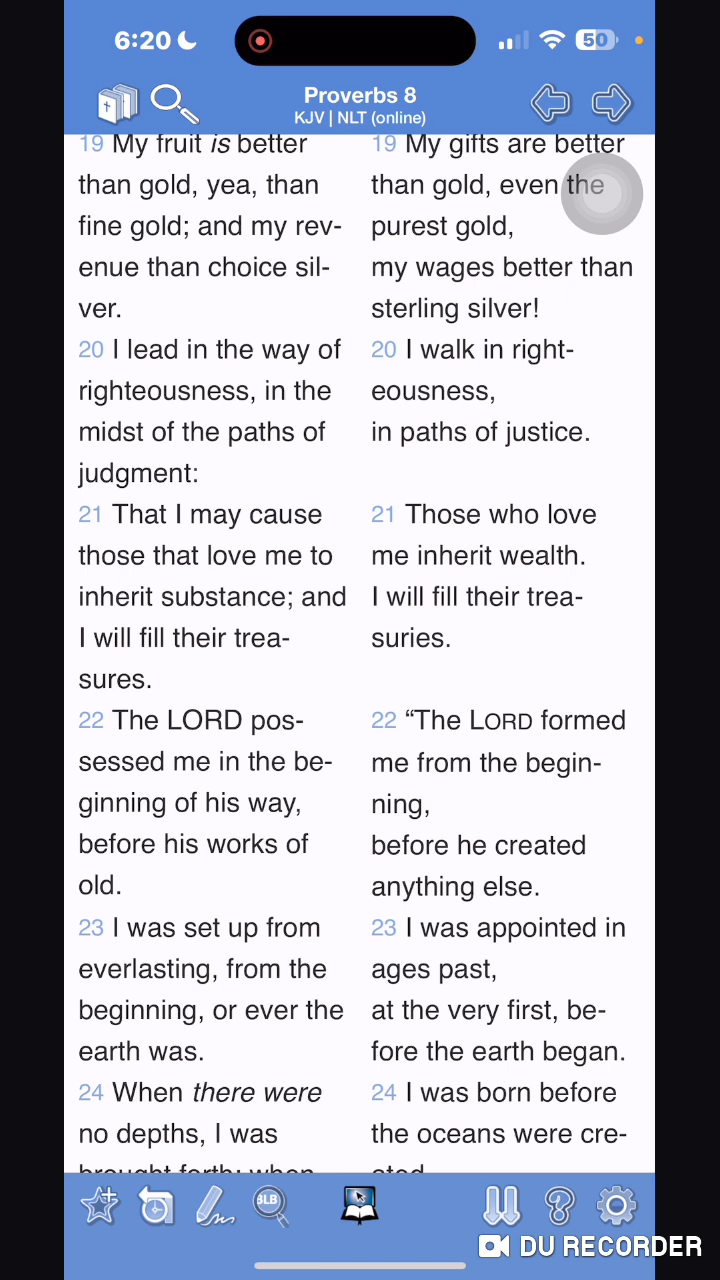 6:20
50
Proverbs 8
KJV | NLT (online)
19 My fruit is better
than gold, yea, than
fine gold; and my rev-
enue than choice sil-
ver.
20 I lead in the way of
righteousness, in the
midst of the paths of
judgment:
21 That I may cause
those that love me to
inherit substance; and
I will fill their trea-
sures.
22 The LORD pos-
sessed me in the be-
ginning of his way,
before his works of
old.
23 I was set up from
everlasting, from the
beginning, or ever the
earth was.
24 When there were
no depths, I was
brought forth; when
19 My gifts are better
than gold, even the
purest gold,
my wages better than
sterling silver!
20 I walk in right-
eousness,
in paths of justice.
21 Those who love
me inherit wealth.
I will fill their trea-
suries.
22 “The LORD formed
me from the begin-
ning,
before he created
anything else.
23 I was appointed in
ages past,
at the very first, be-
fore the earth began.
24 I was born before
the oceans were cre-
ated
BLB
DU RECORDER